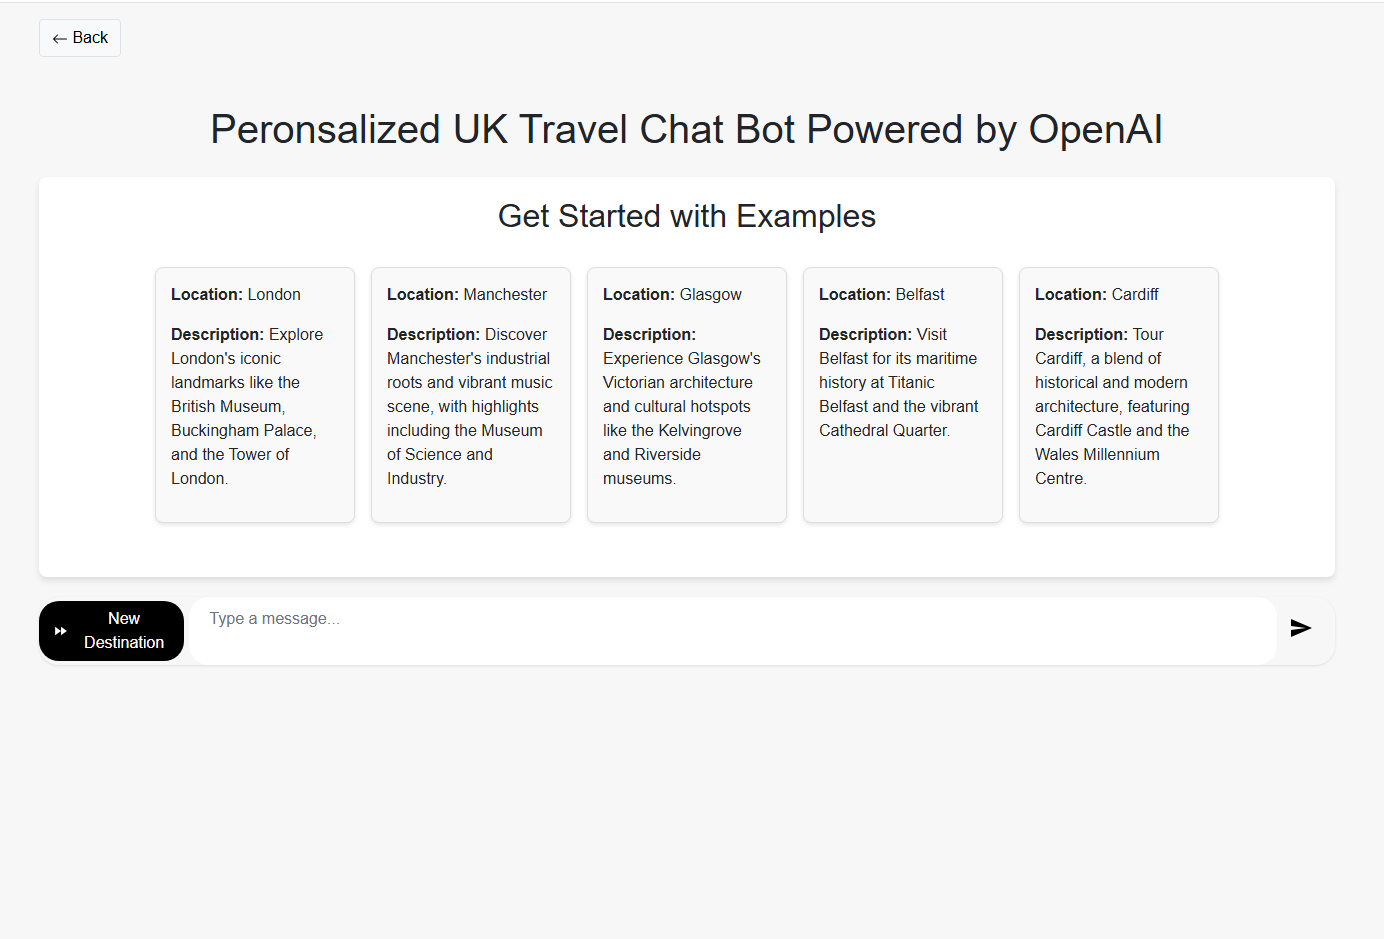 Back
Peronsalized UK Travel Chat Bot Powered by OpenAI
Get Started with Examples
Location: London
Description: Explore
London's iconic
landmarks like the
British Museum,
Buckingham Palace,
and the Tower of
London.
Location: Manchester
Description: Discover
Manchester's industrial
roots and vibrant music
scene, with highlights
including the Museum
of Science and
Industry.
Location: Glasgow
Description:
Experience Glasgow's
Victorian architecture
and cultural hotspots
like the Kelvingrove
and Riverside
museums.
Location: Belfast
Description: Visit
Belfast for its maritime
history at Titanic
Belfast and the vibrant
Cathedral Quarter.
Location: Cardiff
Description: Tour
Cardiff, a blend of
historical and modern
architecture, featuring
Cardiff Castle and the
Wales Millennium
Centre.
New
Destination
Type a message...